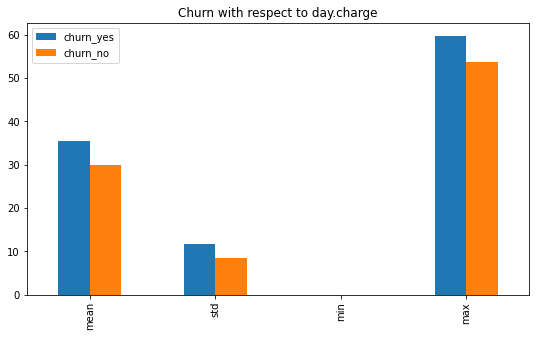 Churn with respect to day.charge
churn_yes
churn_no
60
50
40
30
20
10
0
mean
std
min
max